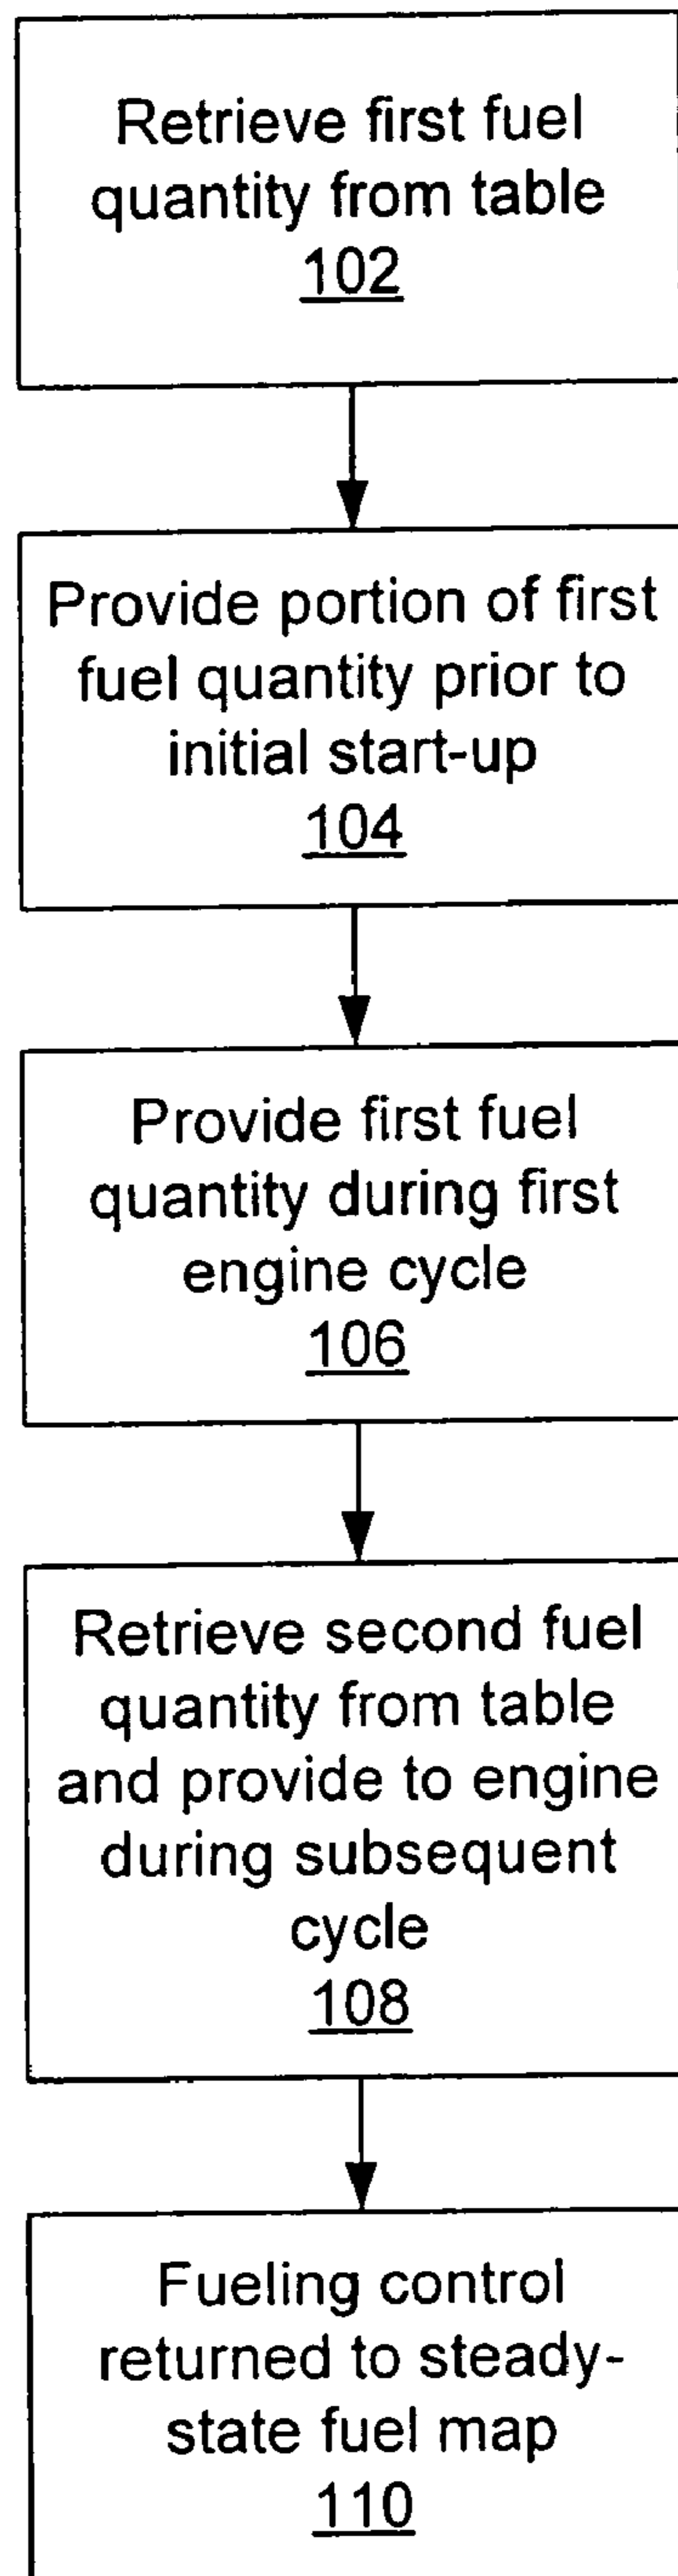 Retrieve first fuel
quantity from table
102
Provide portion of first
fuel quantity prior to
initial start-up
104
Provide first fuel
quantity during first
engine cycle
106
Retrieve second fuel
quantity from table
and provide to engine
during subsequent
cycle
108
Fueling control
returned to steady-
state fuel map
110